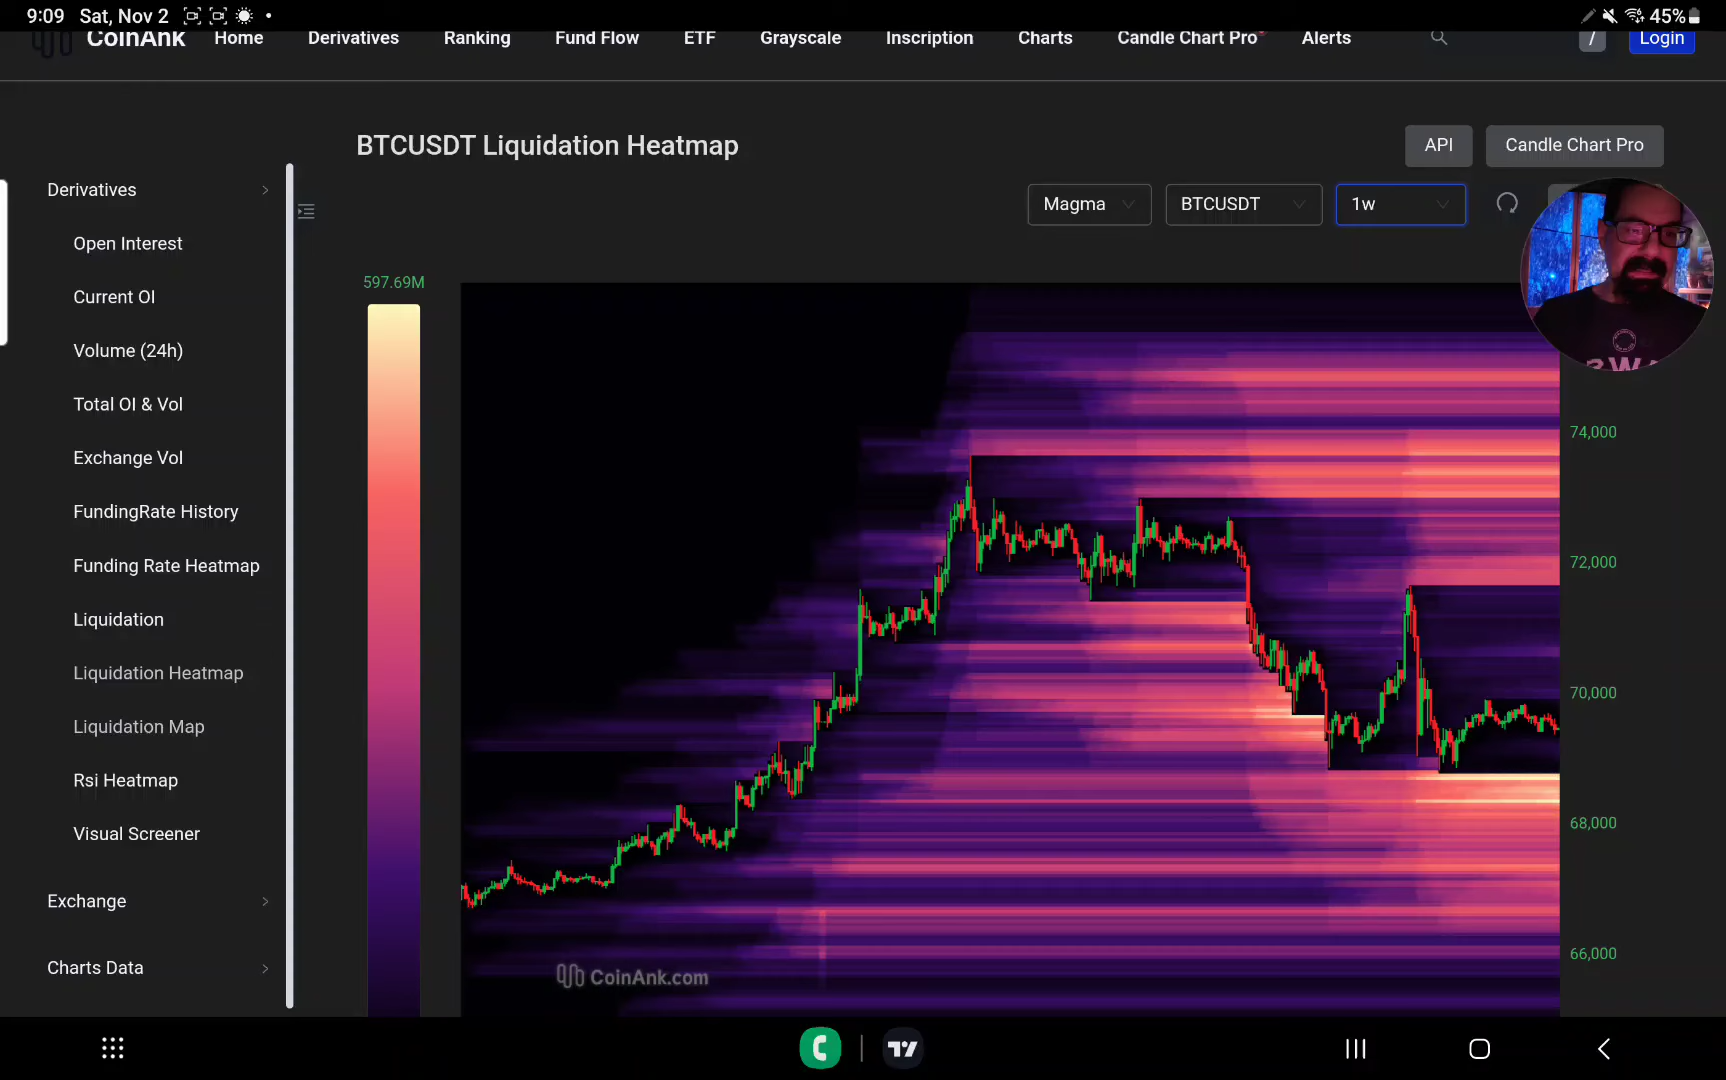 9:09 Sat, Nov 2 45%
CoinAnk Home Derivatives Ranking Fund Flow ETF Grayscale Inscription Charts Candle Chart Pro Alerts / Login
BTCUSDT Liquidation Heatmap API Candle Chart Pro
Magma BTCUSDT 1w
Derivatives
Open Interest
Current OI
Volume (24h)
Total OI & Vol
Exchange Vol
FundingRate History
Funding Rate Heatmap
Liquidation
Liquidation Heatmap
Liquidation Map
Rsi Heatmap
Visual Screener
Exchange
Charts Data
597.69M
74,000
72,000
70,000
68,000
66,000
CoinAnk.com